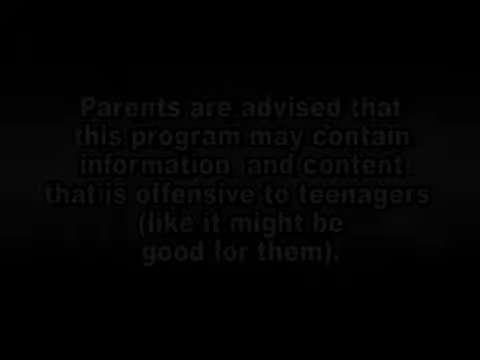 Parents are advised that
this program may contain
information and content
that is offensive to teenagers
(like it might be
good for them).